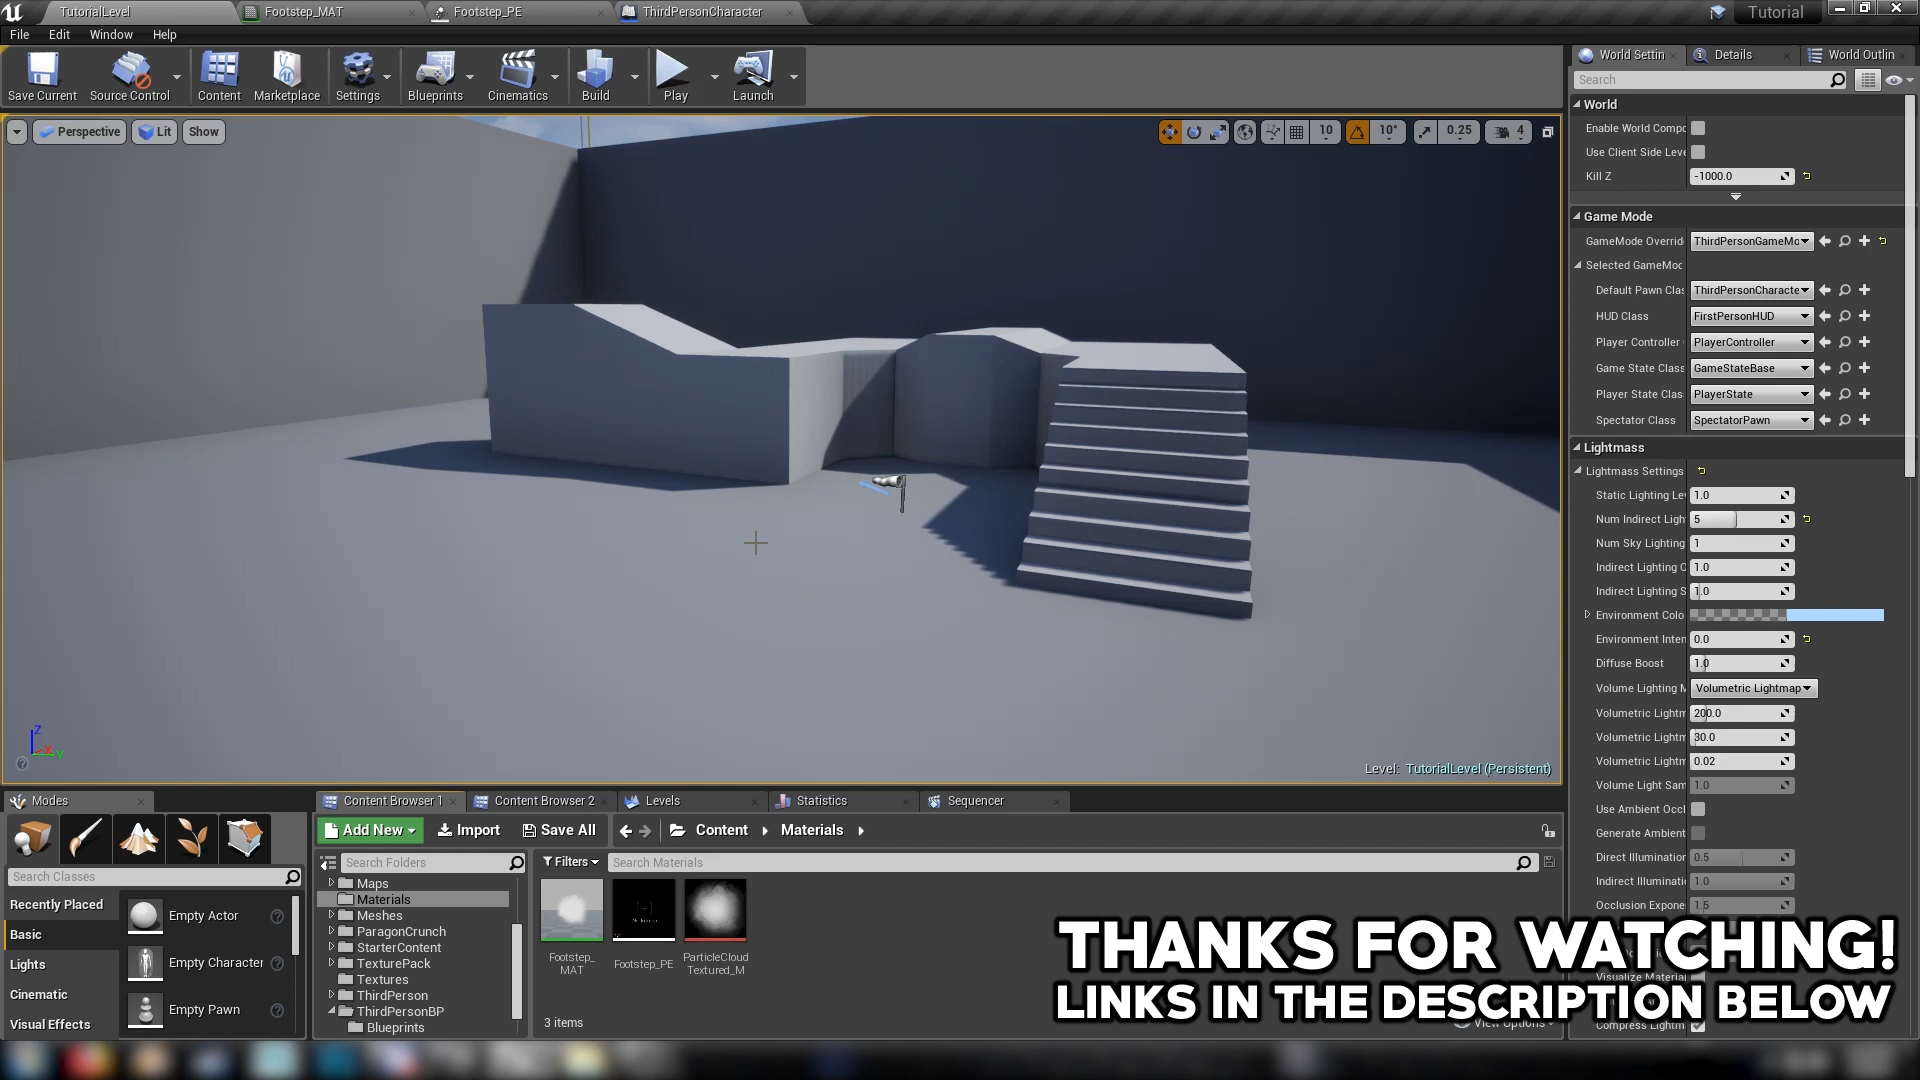 TutorialLevel
Footstep_MAT
Footstep_PE
ThirdPersonCharacter
Tutorial
File Edit Window Help
Save Current
Source Control
Content
Marketplace
Settings
Blueprints
Cinematics
Build
Play
Launch
Perspective
Lit
Show
10
10°
0.25
4
Z
X
Y
Level: TutorialLevel (Persistent)
World Settin
Details
World Outlin
Search
World
Enable World Compo
Use Client Side Leve
Kill Z -1000.0
Game Mode
GameMode Overrid ThirdPersonGameMo
Selected GameMod
Default Pawn Clas ThirdPersonCharacte
HUD Class FirstPersonHUD
Player Controller PlayerController
Game State Class GameStateBase
Player State Clas PlayerState
Spectator Class SpectatorPawn
Lightmass
Lightmass Settings
Static Lighting Le 1.0
Num Indirect Ligh 5
Num Sky Lighting 1
Indirect Lighting Q 1.0
Indirect Lighting S 1.0
Environment Colo
Environment Inten 0.0
Diffuse Boost 1.0
Volume Lighting M Volumetric Lightmap
Volumetric Lightm 200.0
Volumetric Lightm 30.0
Volumetric Lightm 0.02
Volume Light Sam 1.0
Use Ambient Occl
Generate Ambient
Direct Illumination 0.5
Indirect Illuminati 1.0
Occlusion Expone 1.5
Visualize Material
Compress Lightm
Modes
Search Classes
Recently Placed
Basic
Lights
Cinematic
Visual Effects
Empty Actor
Empty Character
Empty Pawn
Content Browser 1
Content Browser 2
Levels
Statistics
Sequencer
Add New
Import
Save All
Content
Materials
Search Folders
Filters
Search Materials
Maps
Materials
Meshes
ParagonCrunch
StarterContent
TexturePack
Textures
ThirdPerson
ThirdPersonBP
Blueprints
Footstep_
MAT
Footstep_PE
ParticleCloud
Textured_M
3 items
View Options
THANKS FOR WATCHING!
LINKS IN THE DESCRIPTION BELOW